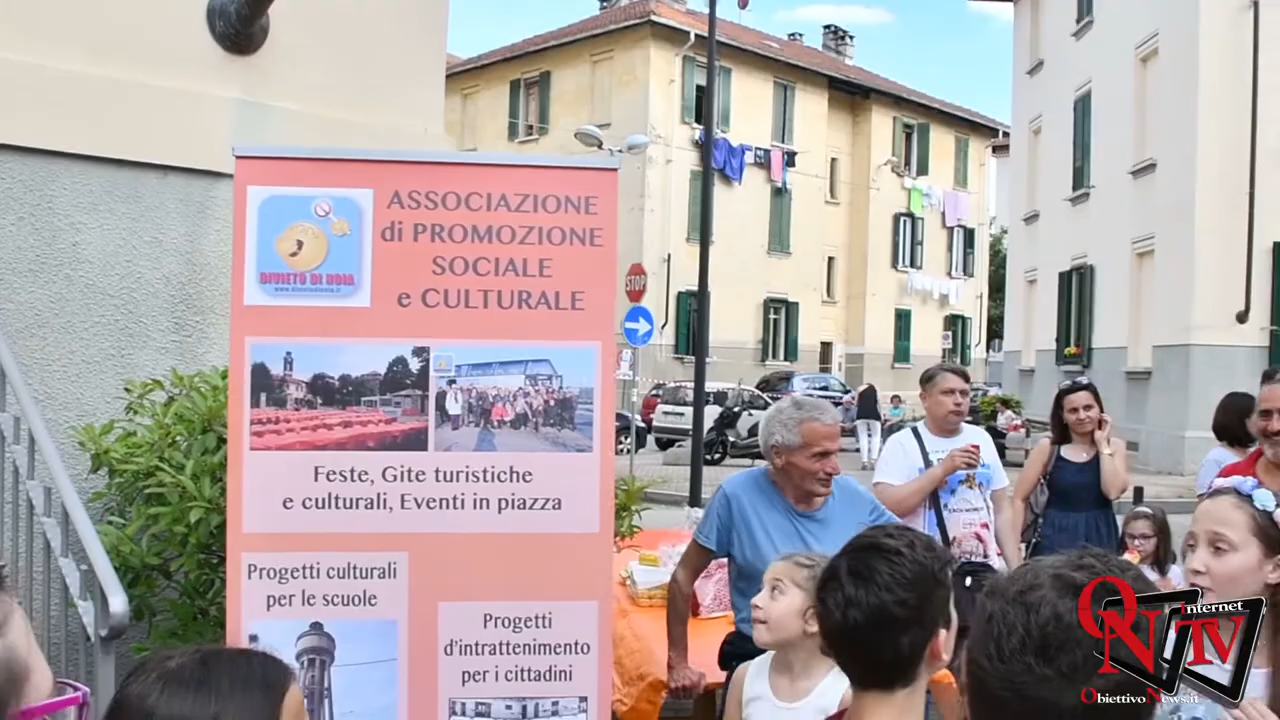 ASSOCIAZIONE
di PROMOZIONE
SOCIALE
e CULTURALE
DIVIETO DI NOIA
www.divietodinoia.it
Feste, Gite turistiche
e culturali, Eventi in piazza
Progetti culturali
per le scuole
Progetti
d'intrattenimento
per i cittadini
STOP
Internet
ON TV
ObiettivoNews.it